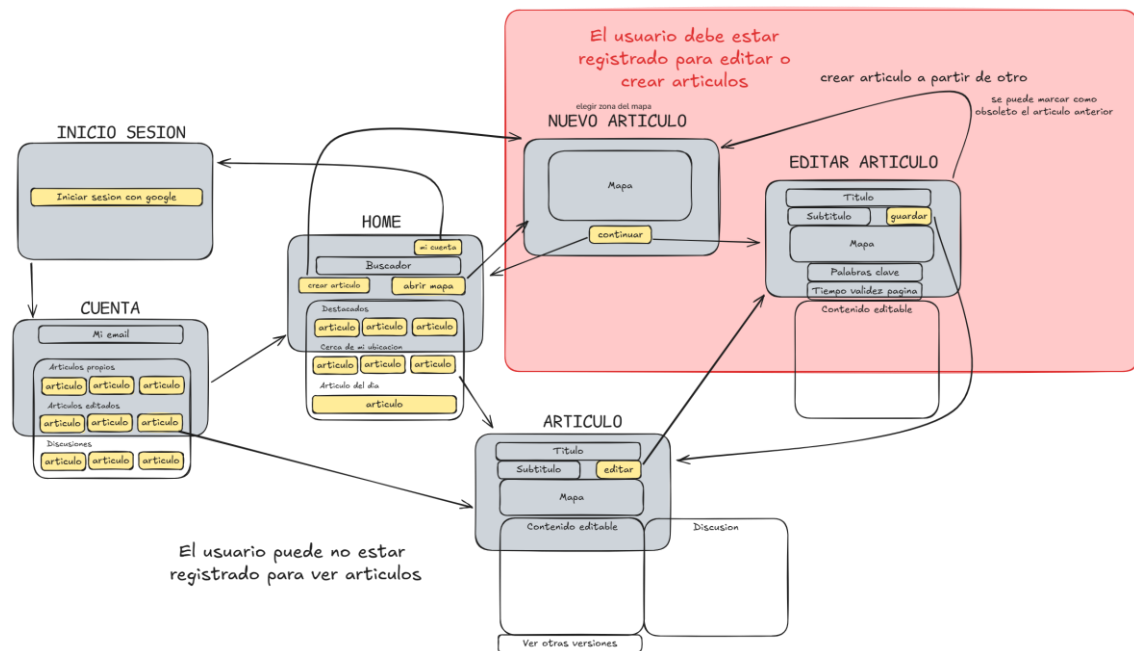 El usuario debe estar
registrado para editar o
crear articulos
crear articulo a partir de otro
se puede marcar como
obsoleto el articulo anterior
elegir zona del mapa
NUEVO ARTICULO
Mapa
continuar
EDITAR ARTICULO
Titulo
Subtitulo
guardar
Mapa
Palabras clave
Tiempo validez pagina
Contenido editable
INICIO SESION
Iniciar sesion con google
HOME
mi cuenta
Buscador
crear articulo
abrir mapa
Destacados
articulo articulo articulo
Cerca de mi ubicacion
articulo articulo articulo
Articulo del dia
articulo
CUENTA
Mi email
Articulos propios
articulo articulo articulo
Articulos editados
articulo articulo articulo
Discusiones
articulo articulo articulo
ARTICULO
Titulo
Subtitulo
editar
Mapa
Contenido editable
Discusion
Ver otras versiones
El usuario puede no estar
registrado para ver articulos